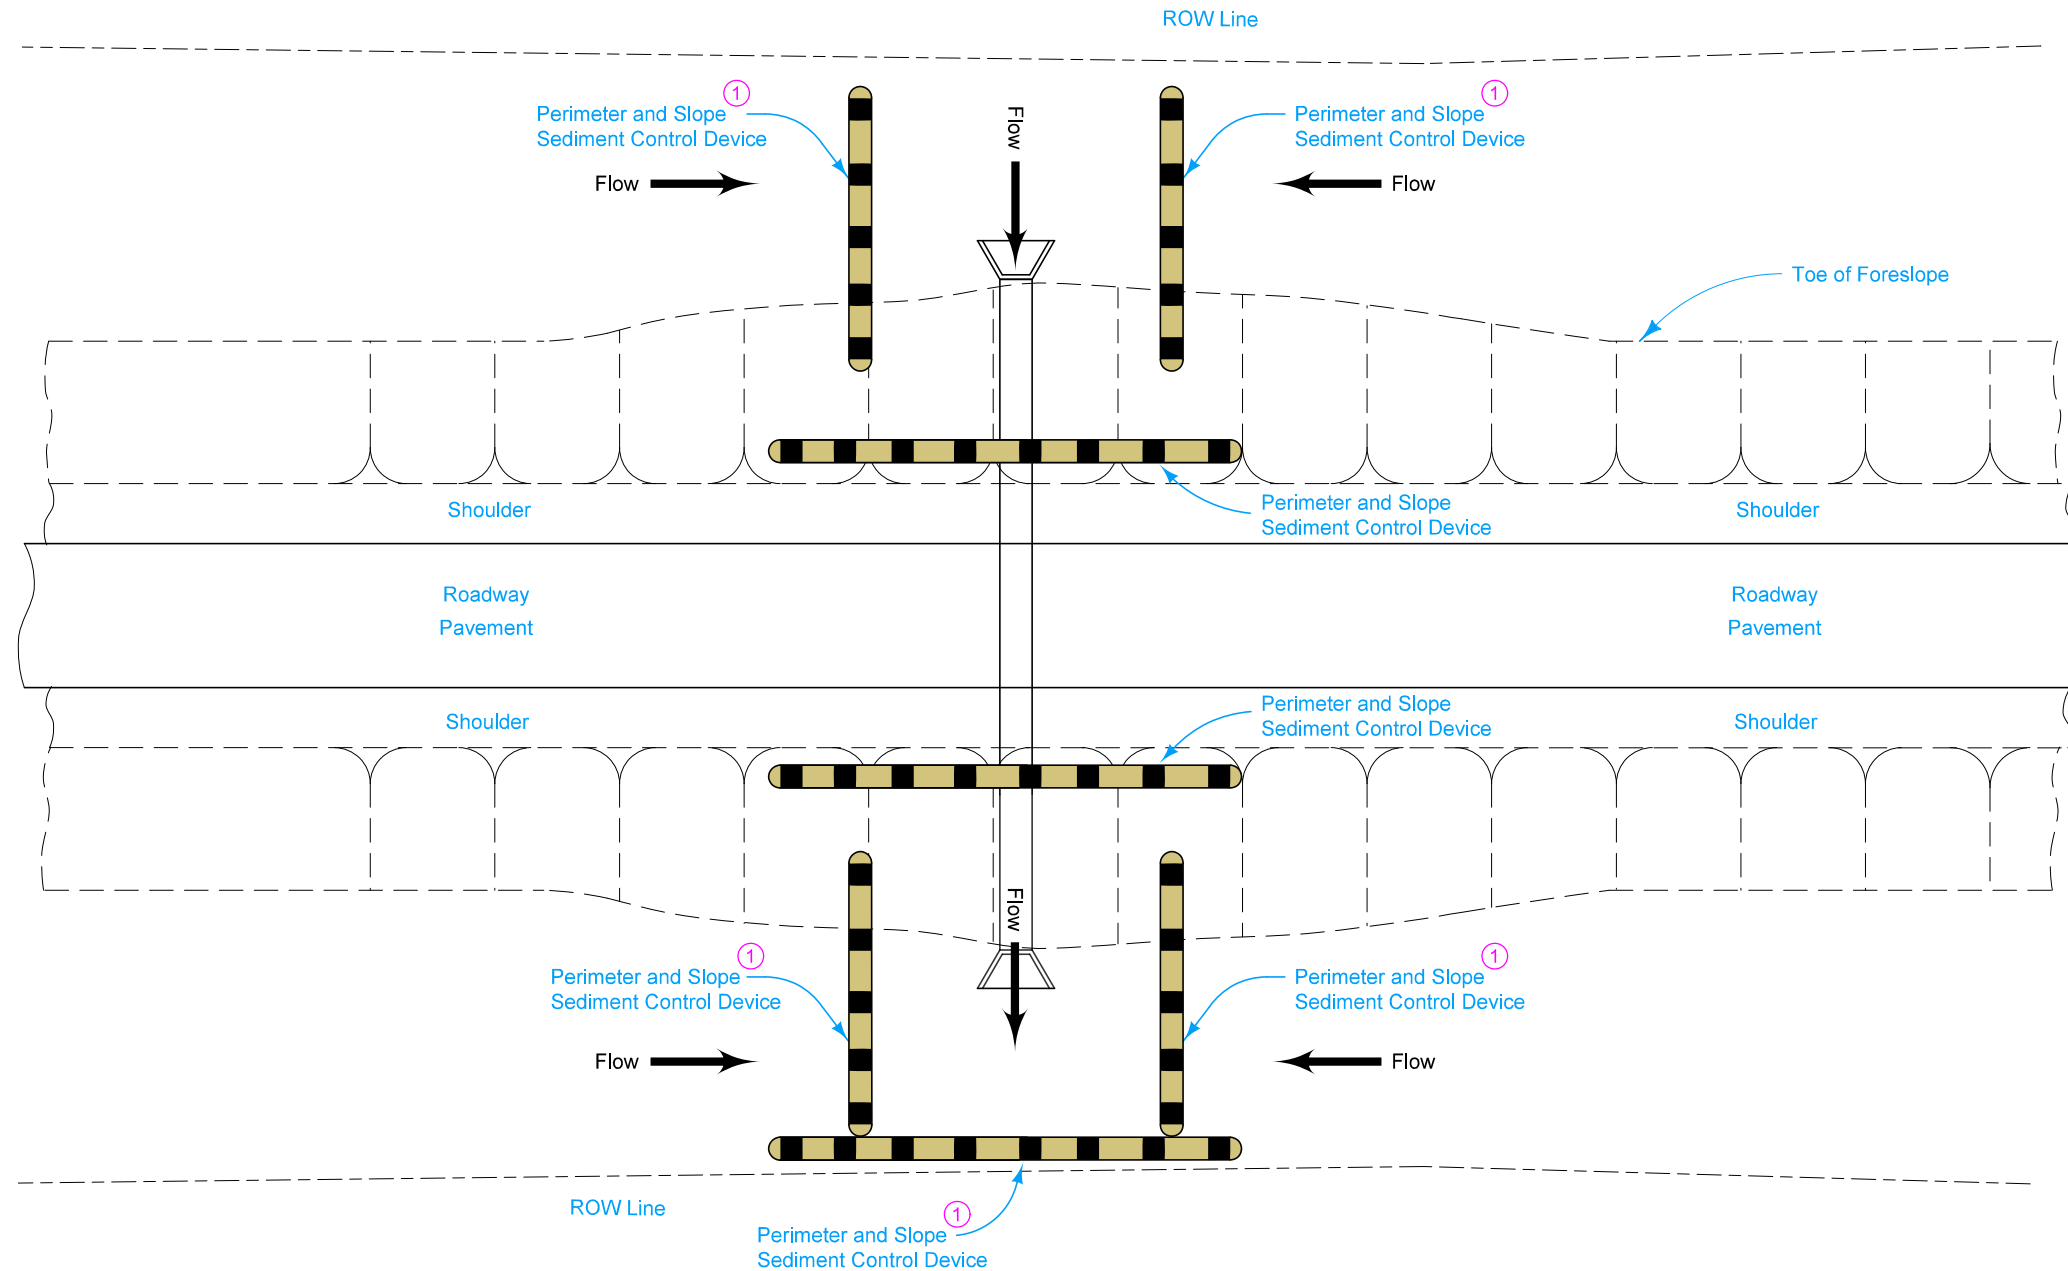 ROW Line
1
Perimeter and Slope
Sediment Control Device
Flow
1
Perimeter and Slope
Sediment Control Device
Flow
Flow
Toe of Foreslope
Shoulder
Perimeter and Slope
Sediment Control Device
Shoulder
Roadway
Pavement
Roadway
Pavement
Shoulder
Perimeter and Slope
Sediment Control Device
Shoulder
Flow
1
Perimeter and Slope
Sediment Control Device
1
Perimeter and Slope
Sediment Control Device
Flow
Flow
ROW Line
1
Perimeter and Slope
Sediment Control Device